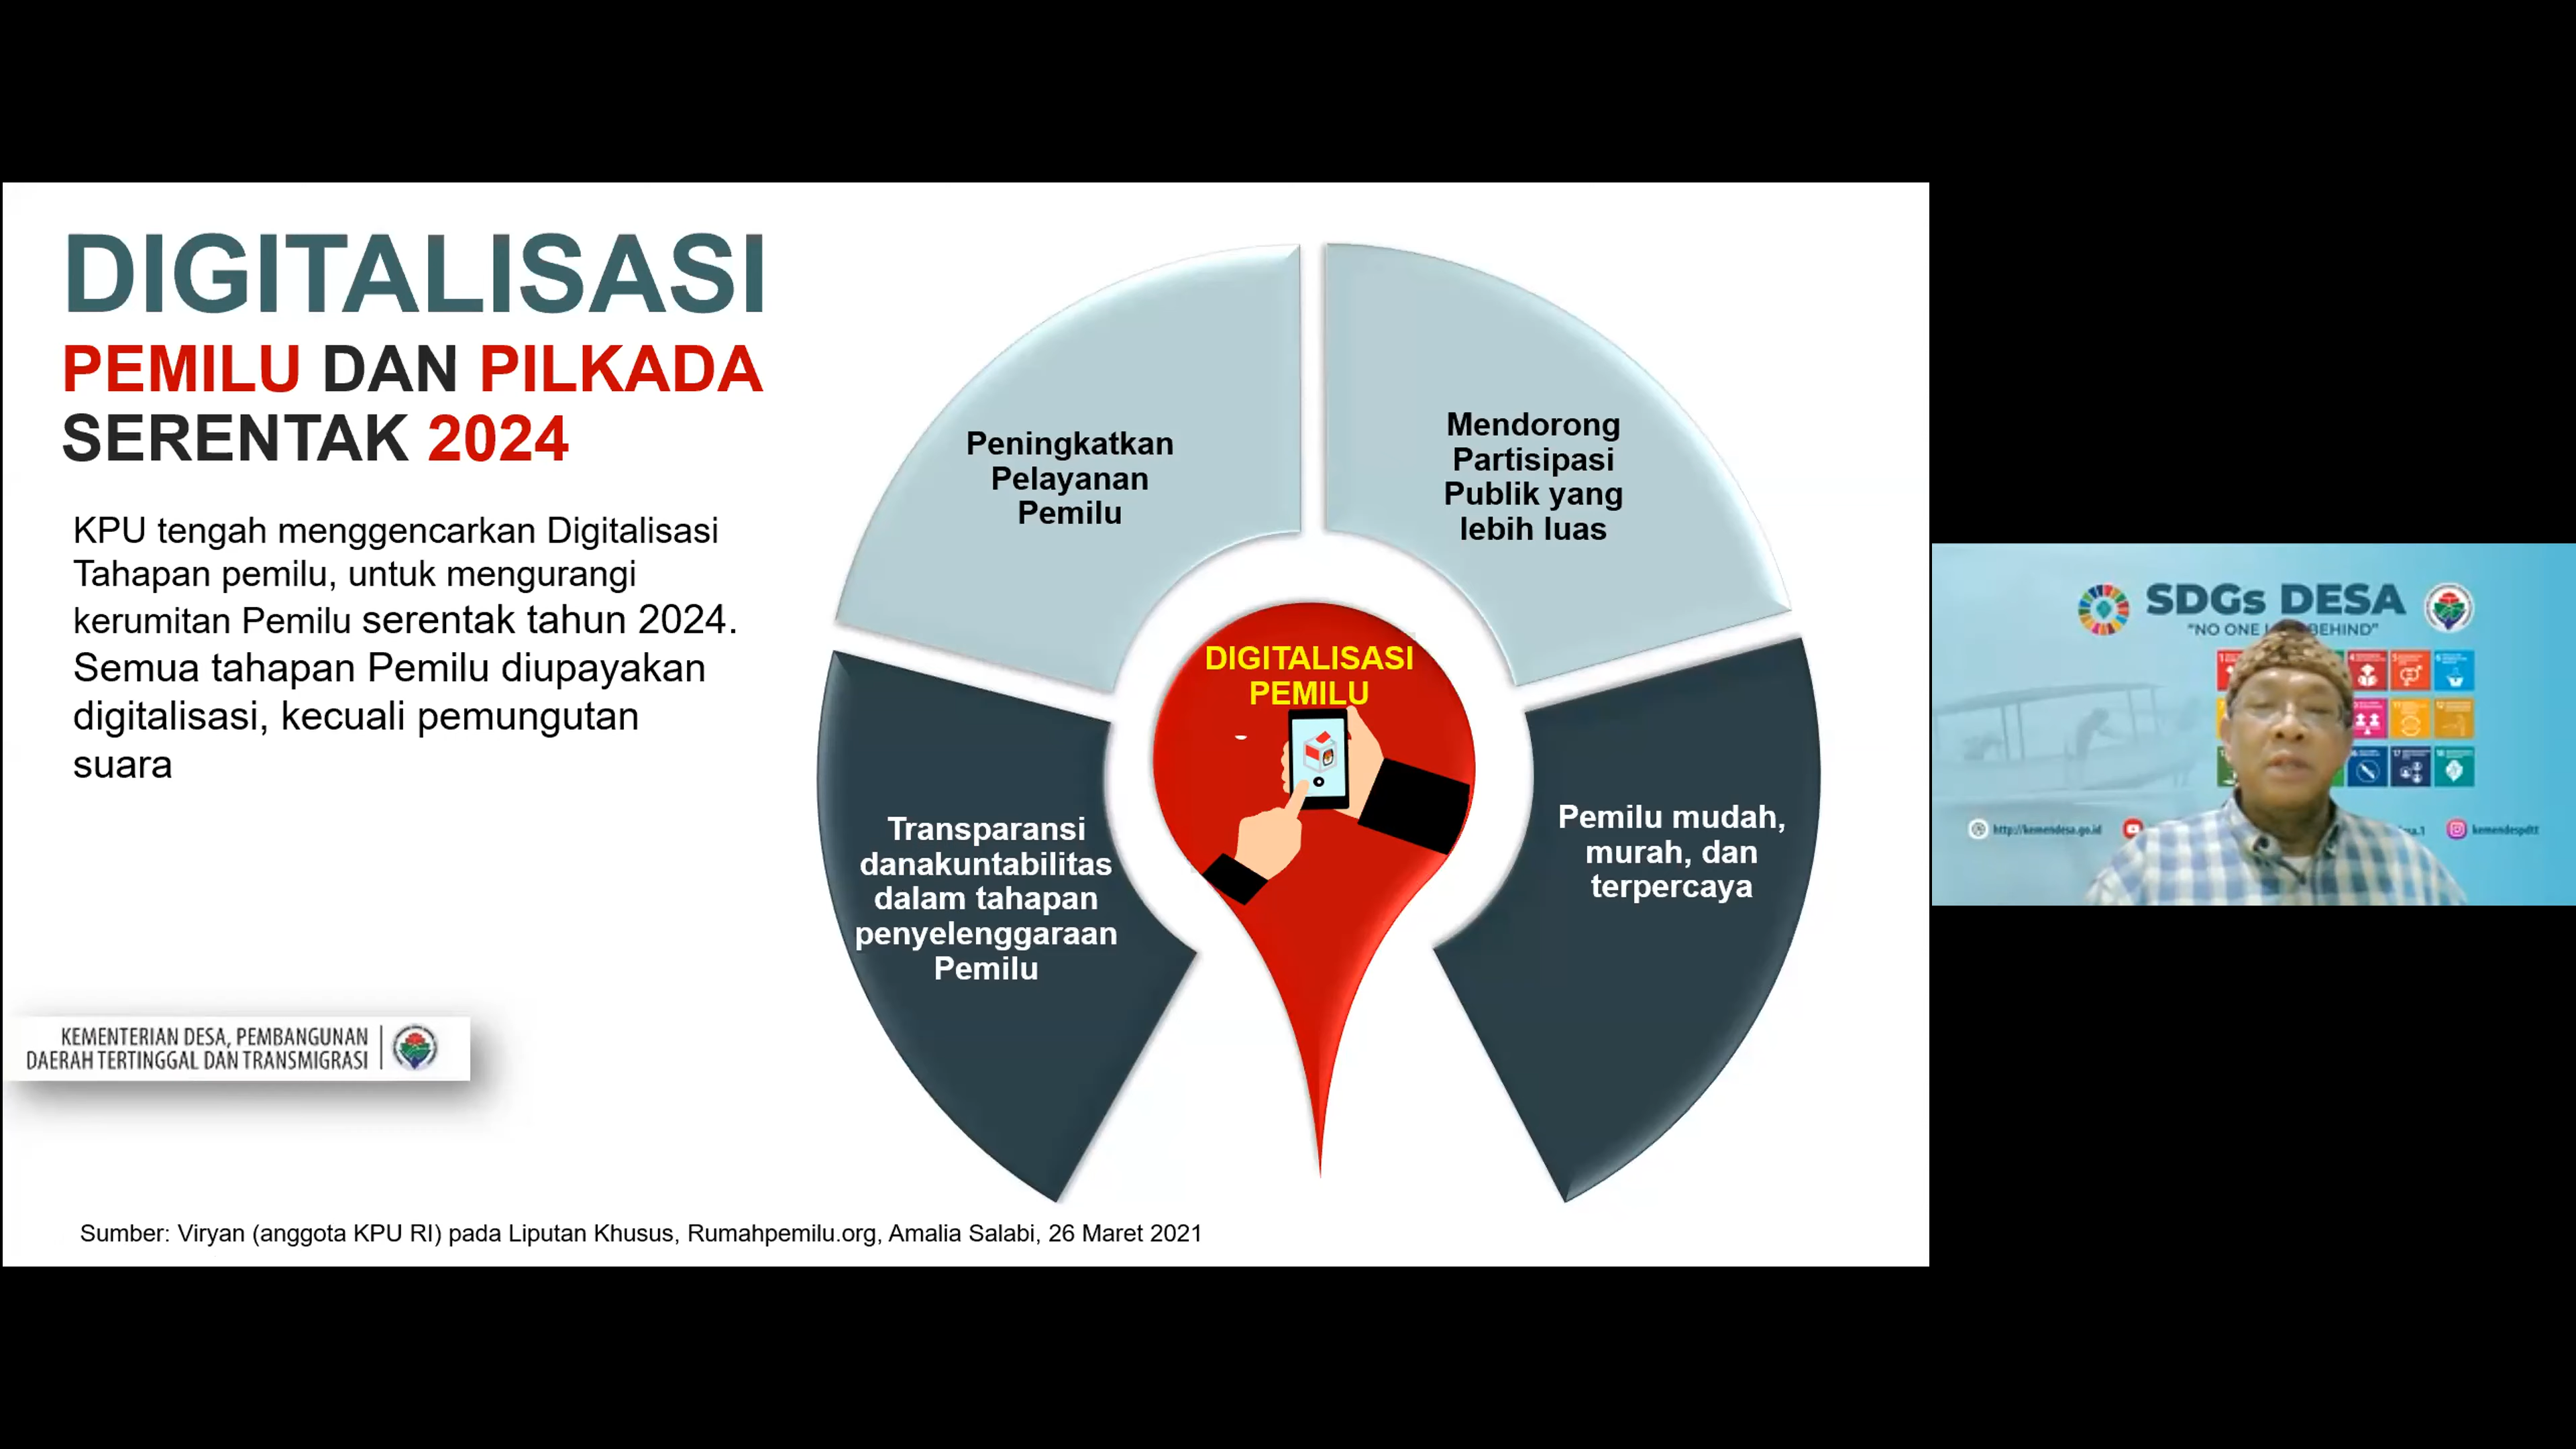 DIGITALISASI
PEMILU DAN PILKADA
SERENTAK 2024
KPU tengah menggencarkan Digitalisasi
Tahapan pemilu, untuk mengurangi
kerumitan Pemilu serentak tahun 2024.
Semua tahapan Pemilu diupayakan
digitalisasi, kecuali pemungutan
suara
KEMENTERIAN DESA, PEMBANGUNAN
DAERAH TERTINGGAL DAN TRANSMIGRASI
Peningkatkan
Pelayanan
Pemilu
Mendorong
Partisipasi
Publik yang
lebih luas
DIGITALISASI
PEMILU
Transparansi
danakuntabilitas
dalam tahapan
penyelenggaraan
Pemilu
Pemilu mudah,
murah, dan
terpercaya
Sumber: Viryan (anggota KPU RI) pada Liputan Khusus, Rumahpemilu.org, Amalia Salabi, 26 Maret 2021
SDGs DESA
"NO ONE BEHIND"
http://kemendesa.go.id
kemendespdtt